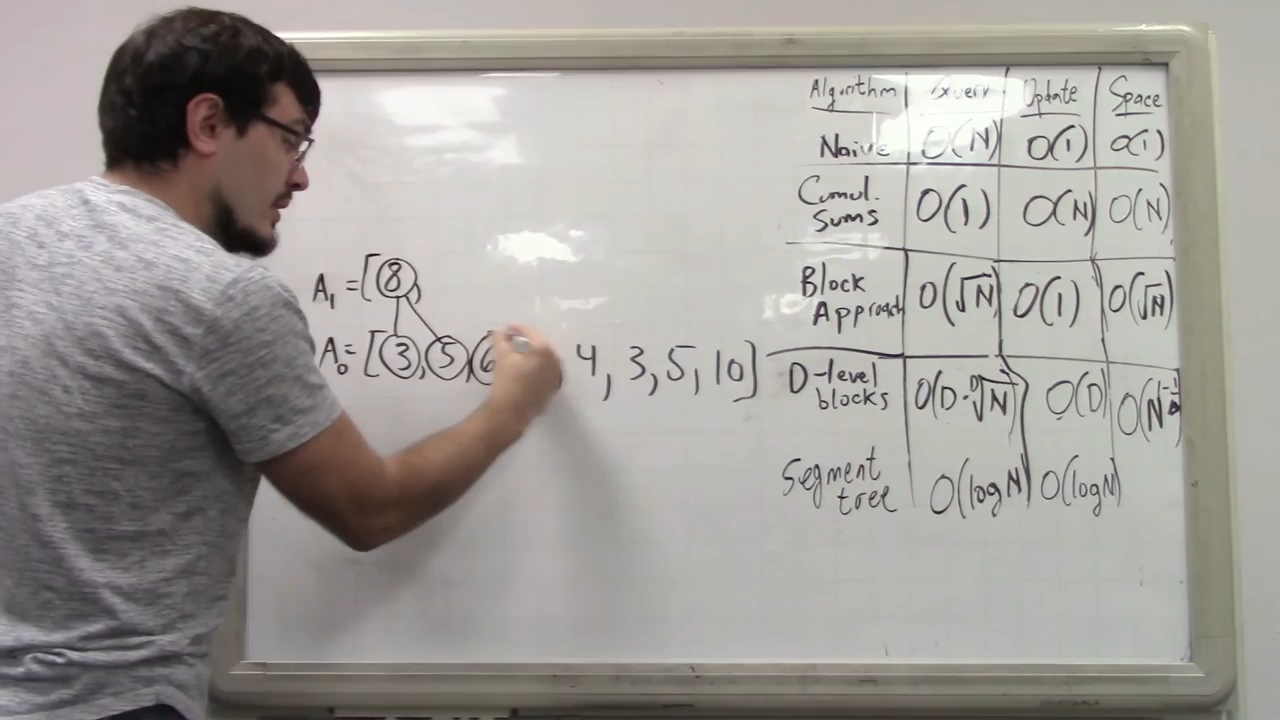 A₁ = [8,
A₀ = [3, 5, 6, 4, 3, 5, 10]
Algorithm Query Update Space
Naive O(N) O(1) O(1)
Cumul. Sums O(1) O(N) O(N)
Block Approach O(√N) O(1) O(√N)
D-level blocks O(D·ᴰ√N) O(D)
Segment tree O(log N) O(log N)